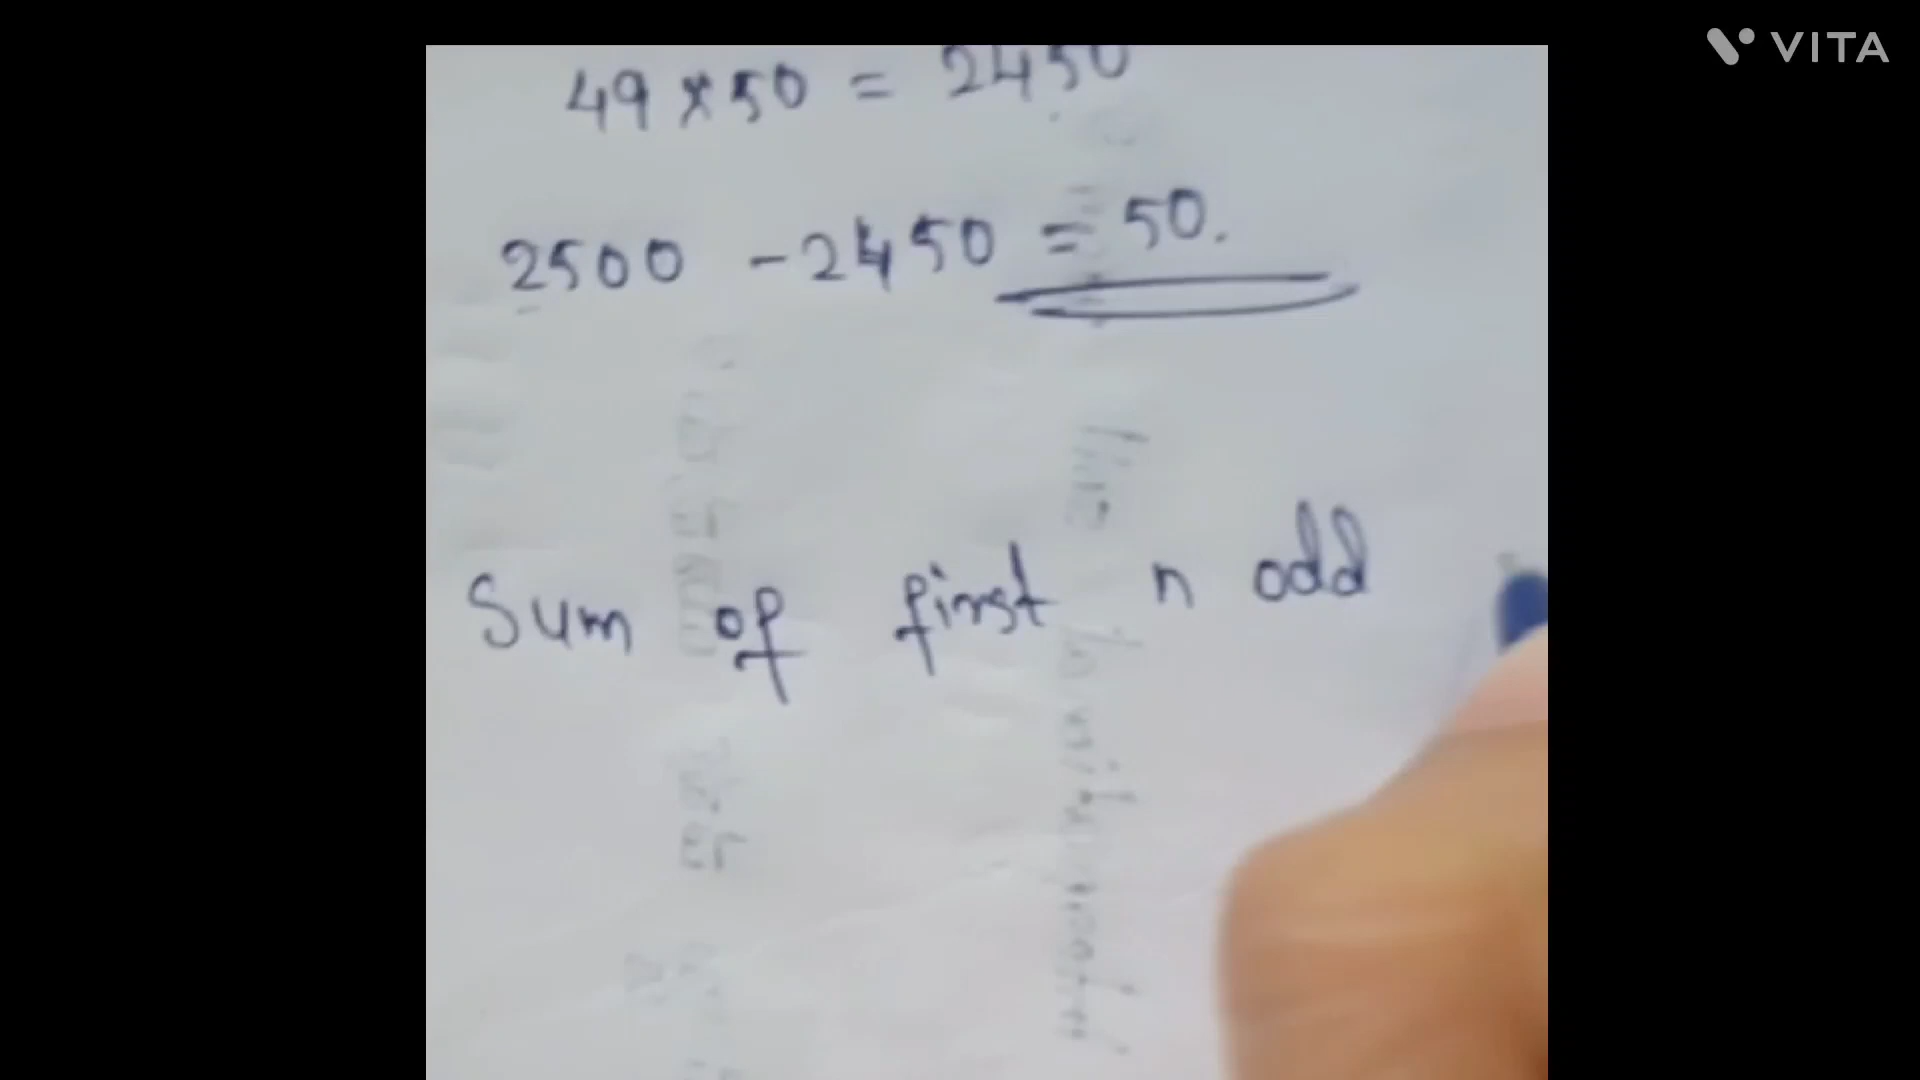 VITA
49 × 50 = 2450
2500 - 2450 = 50.
Sum of first n odd